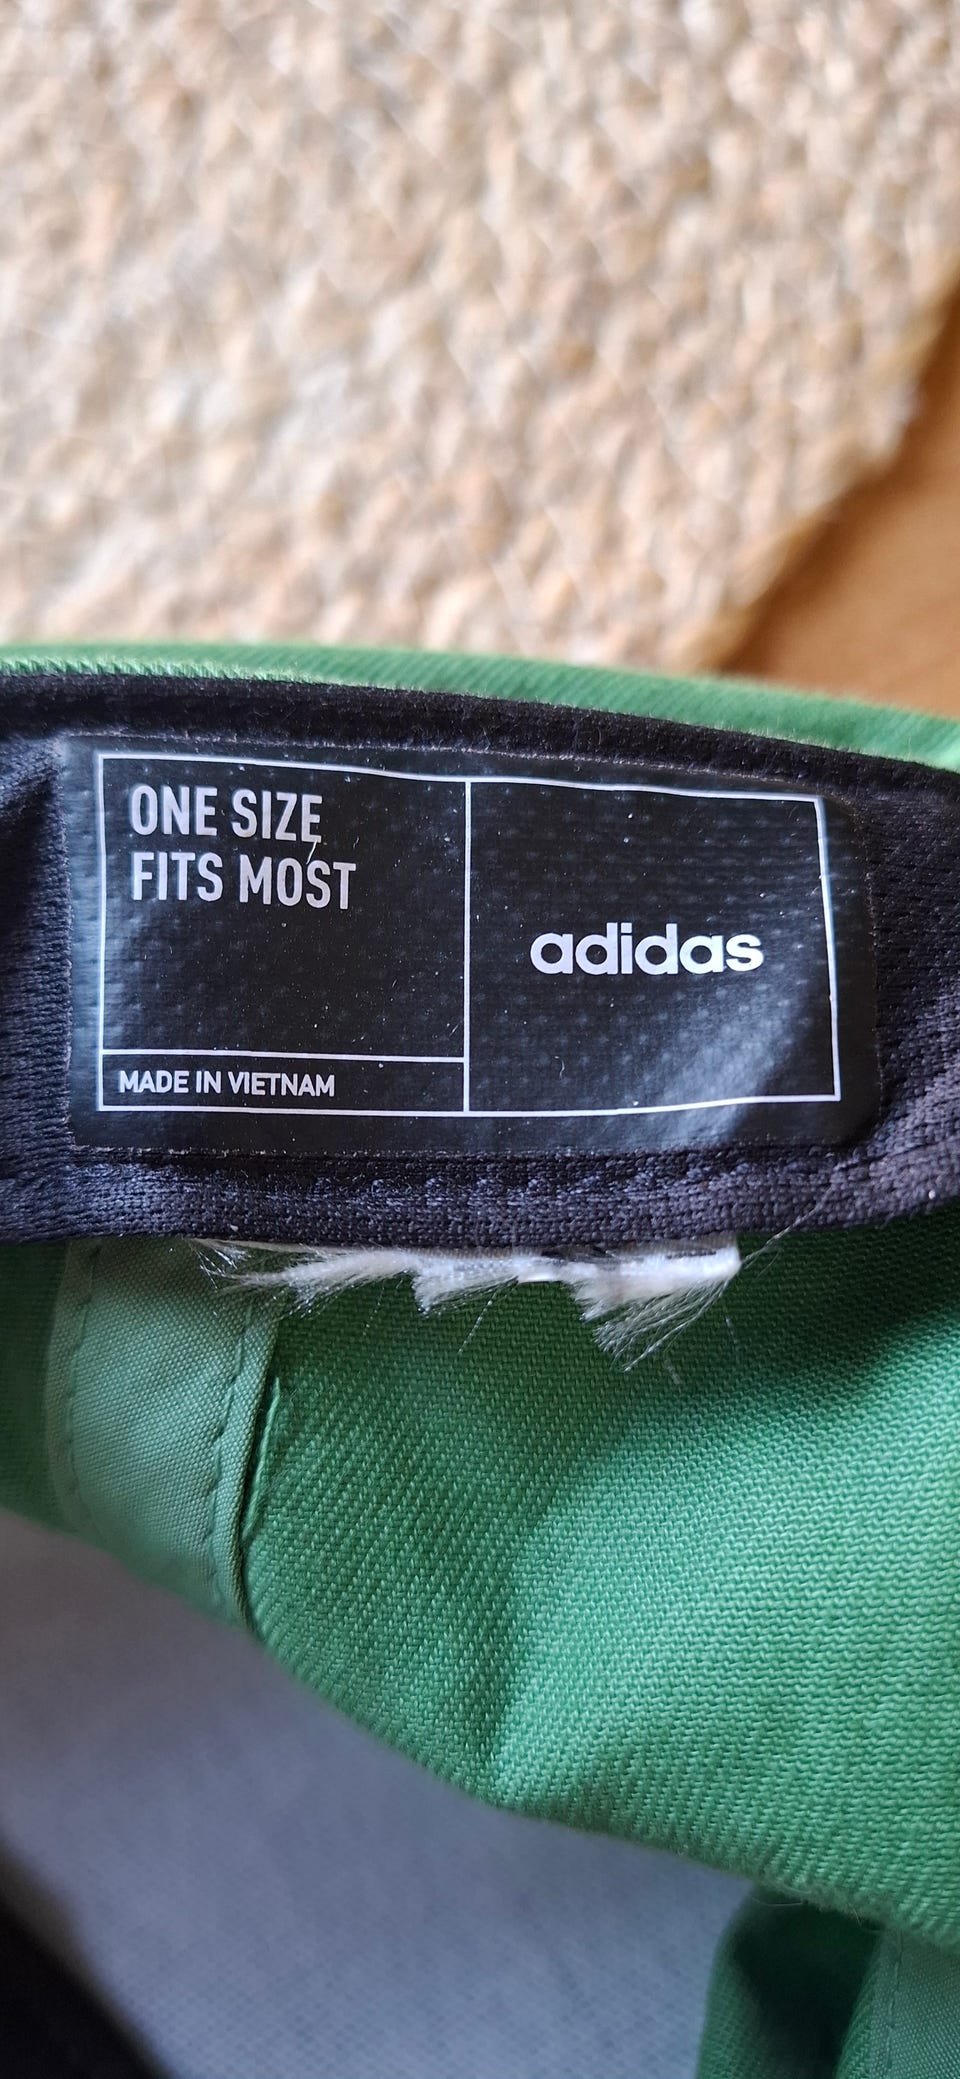 ONE SIZE
FITS MOST
adidas
MADE IN VIETNAM